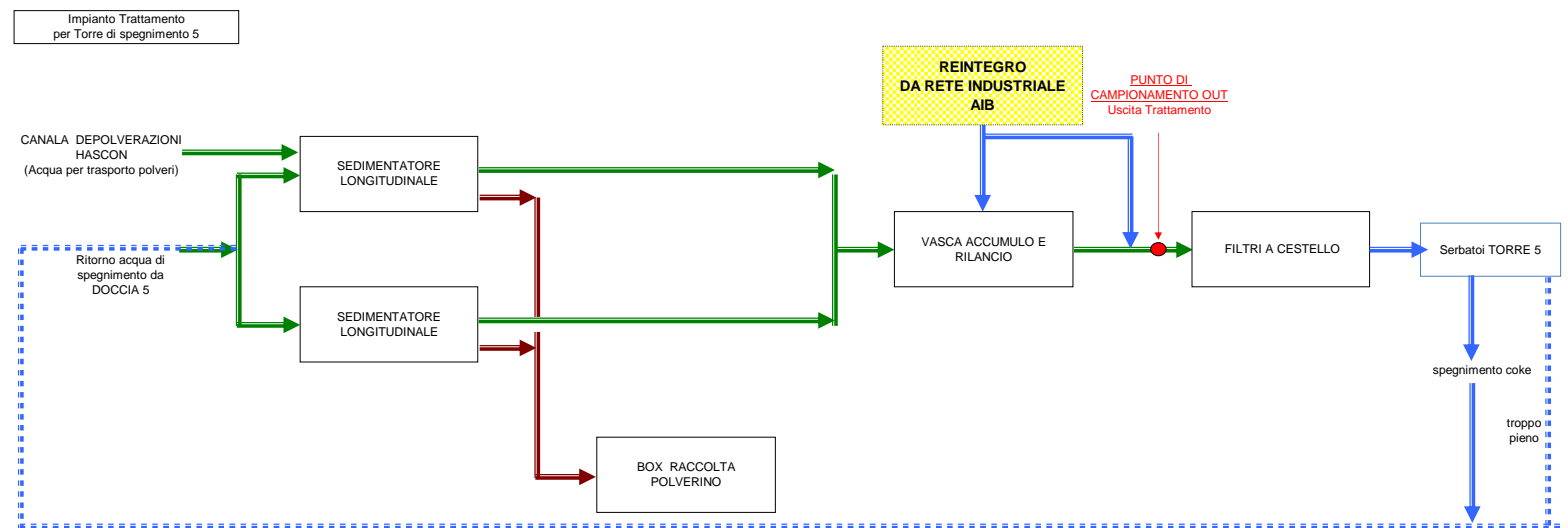 Impianto Trattamento
per Torre di spegnimento 5
REINTEGRO
DA RETE INDUSTRIALE
AIB
PUNTO DI
CAMPIONAMENTO OUT
Uscita Trattamento
CANALA DEPOLVERAZIONI
HASCON
(Acqua per trasporto polveri)
SEDIMENTATORE
LONGITUDINALE
VASCA ACCUMULO E
RILANCIO
FILTRI A CESTELLO
Serbatoi TORRE 5
Ritorno acqua di
spegnimento da
DOCCIA 5
SEDIMENTATORE
LONGITUDINALE
spegnimento coke
troppo
pieno
BOX RACCOLTA
POLVERINO